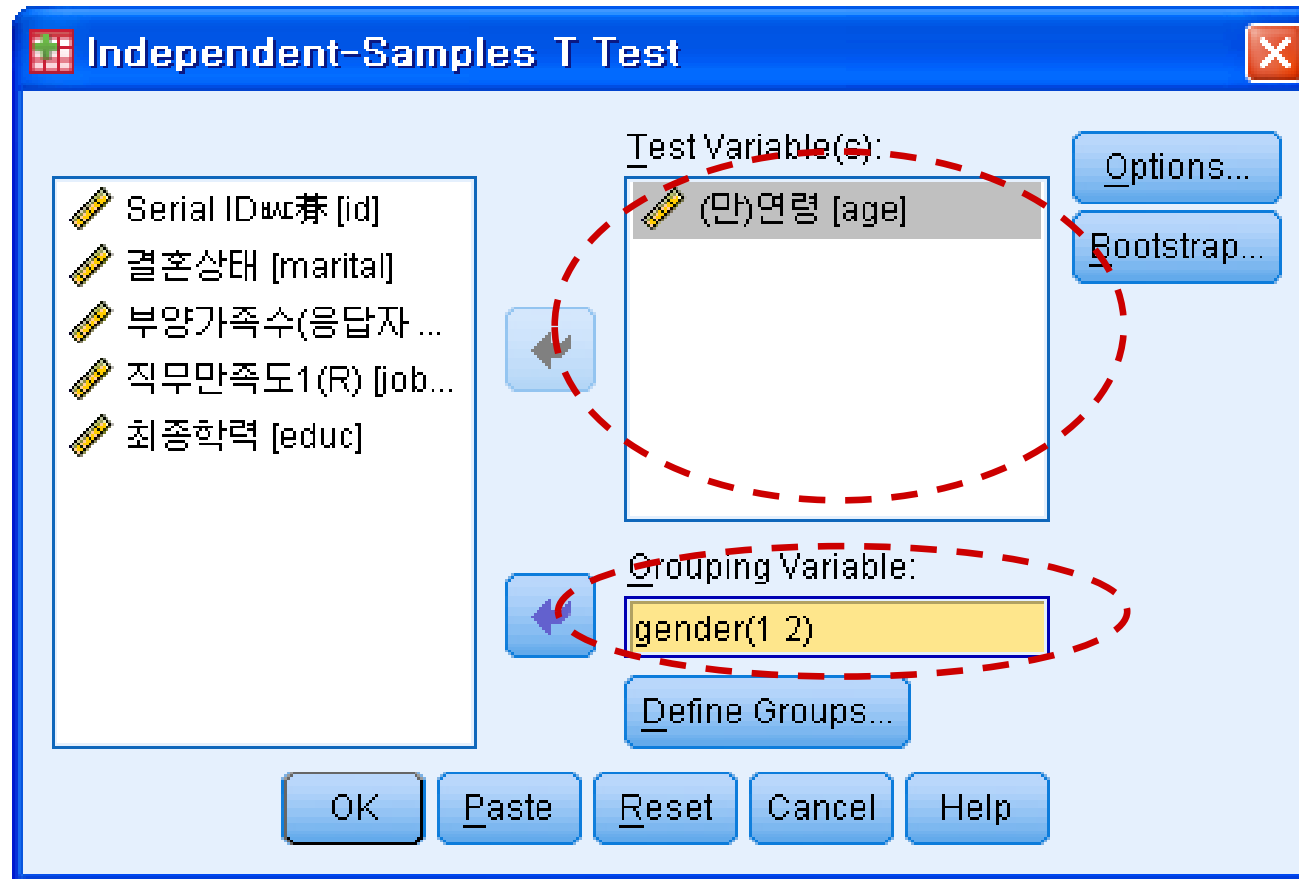 Independent-Samples T Test
Test Variable(s):
Serial ID [id]
결혼상태 [marital]
부양가족수(응답자 ...
직무만족도1(R) [job...
최종학력 [educ]
(만)연령 [age]
Options...
Bootstrap...
Grouping Variable:
gender(1 2)
Define Groups...
OK
Paste
Reset
Cancel
Help